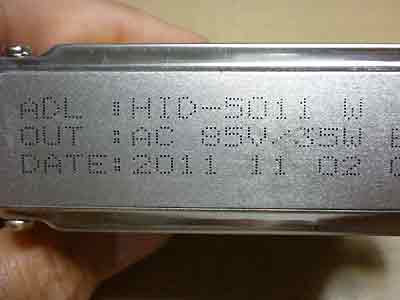 ADL :HID-5011 W
OUT :AC 85V/35W
DATE:2011 11 02